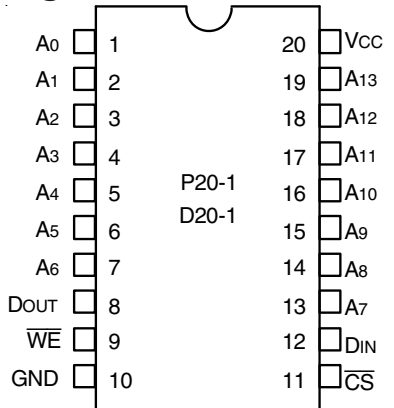 A0 1 20 VCC
A1 2 19 A13
A2 3 18 A12
A3 4 17 A11
A4 5 P20-1 16 A10
A5 6 D20-1 15 A9
A6 7 14 A8
DOUT 8 13 A7
W̅E̅ 9 12 DIN
GND 10 11 C̅S̅